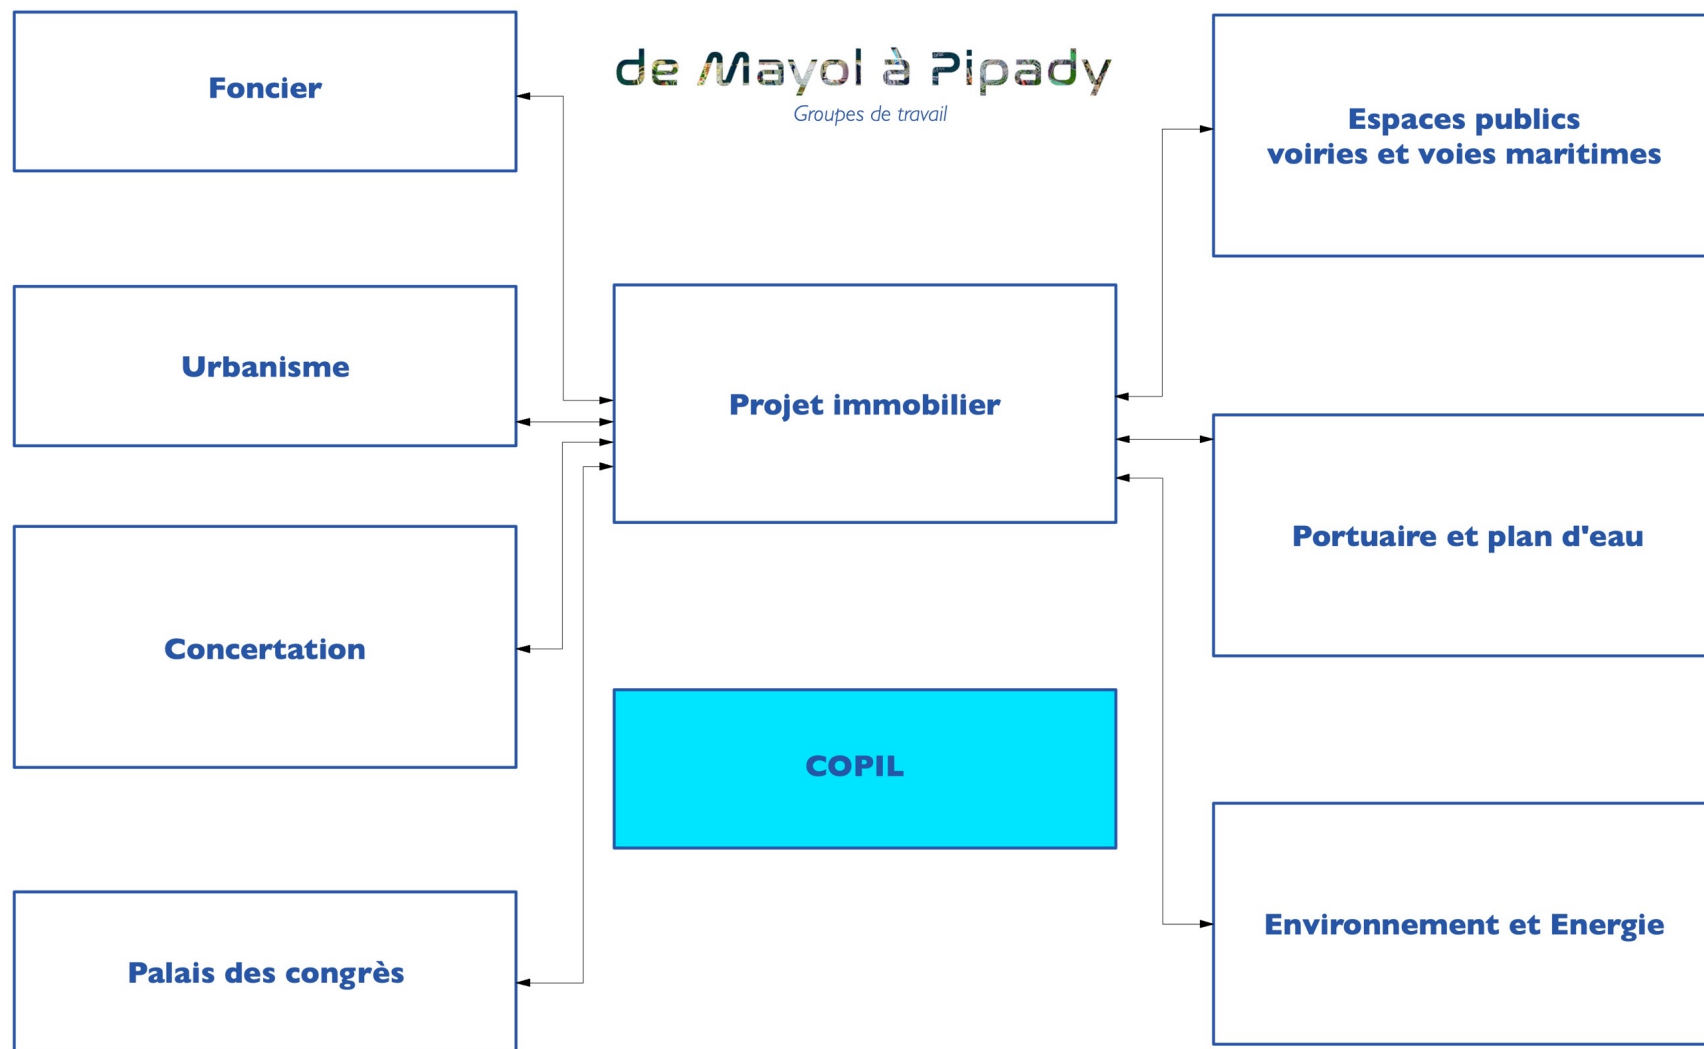 de Mayol à Pipady
Groupes de travail
Foncier
Urbanisme
Concertation
Palais des congrès
Projet immobilier
COPIL
Espaces publics
voiries et voies maritimes
Portuaire et plan d'eau
Environnement et Energie